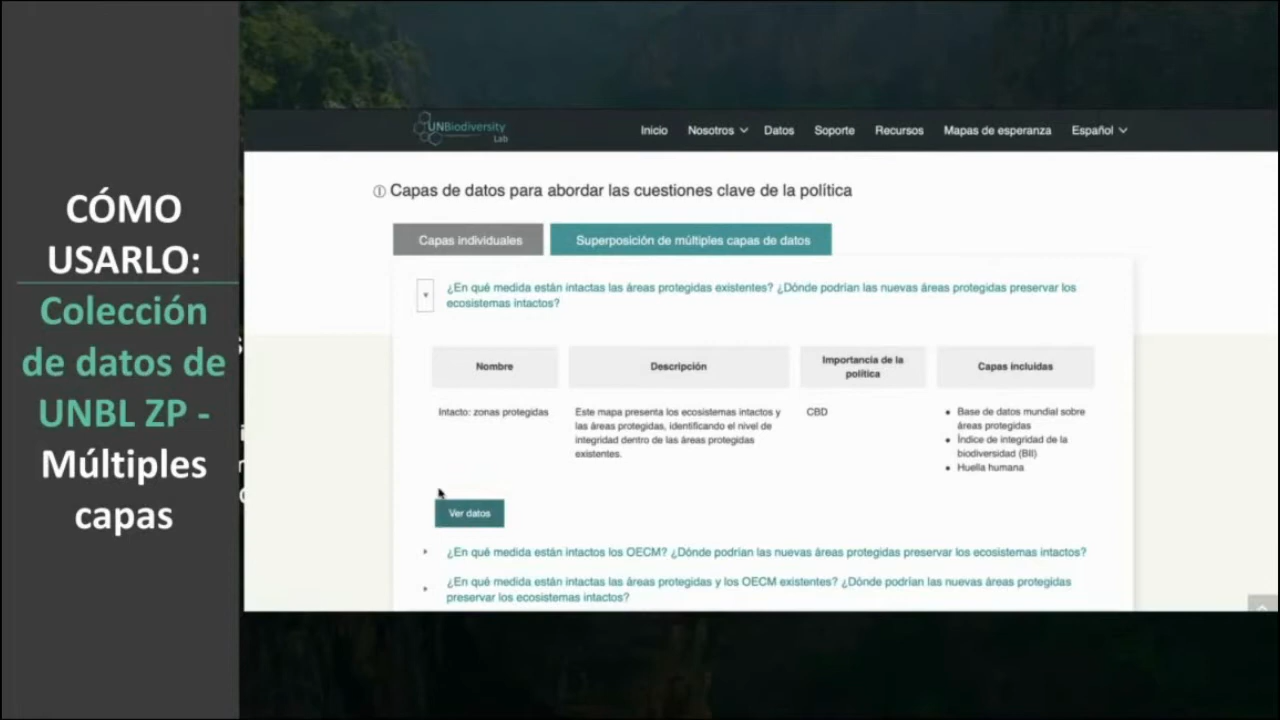 CÓMO
USARLO:
Colección
de datos de
UNBL ZP -
Múltiples
capas
UNBiodiversity
Lab
Inicio
Nosotros
Datos
Soporte
Recursos
Mapas de esperanza
Español
Capas de datos para abordar las cuestiones clave de la política
Capas individuales
Superposición de múltiples capas de datos
¿En qué medida están intactas las áreas protegidas existentes? ¿Dónde podrían las nuevas áreas protegidas preservar los
ecosistemas intactos?
Nombre
Descripción
Importancia de la
política
Capas incluidas
Intacto: zonas protegidas
Este mapa presenta los ecosistemas intactos y
las áreas protegidas, identificando el nivel de
integridad dentro de las áreas protegidas
existentes.
CBD
• Base de datos mundial sobre
áreas protegidas
• Índice de integridad de la
biodiversidad (BII)
• Huella humana
Ver datos
¿En qué medida están intactos los OECM? ¿Dónde podrían las nuevas áreas protegidas preservar los ecosistemas intactos?
¿En qué medida están intactas las áreas protegidas y los OECM existentes? ¿Dónde podrían las nuevas áreas protegidas
preservar los ecosistemas intactos?